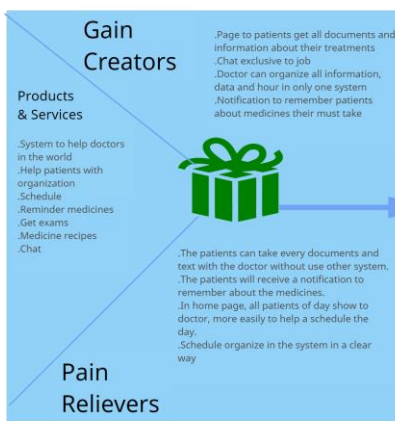 Gain
Creators
.Page to patients get all documents and
information about their treatments
.Chat exclusive to job
.Doctor can organize all information,
data and hour in only one system
.Notification to remember patients
about medicines their must take
Products
& Services
.System to help doctors
in the world
.Help patients with
organization
.Schedule
.Reminder medicines
.Get exams
.Medicine recipes
.Chat
.The patients can take every documents and
text with the doctor without use other system.
.The patients will receive a notification to
remember about the medicines.
.In home page, all patients of day show to
doctor, more easily to help a schedule the
day.
.Schedule organize in the system in a clear
way
Pain
Relievers